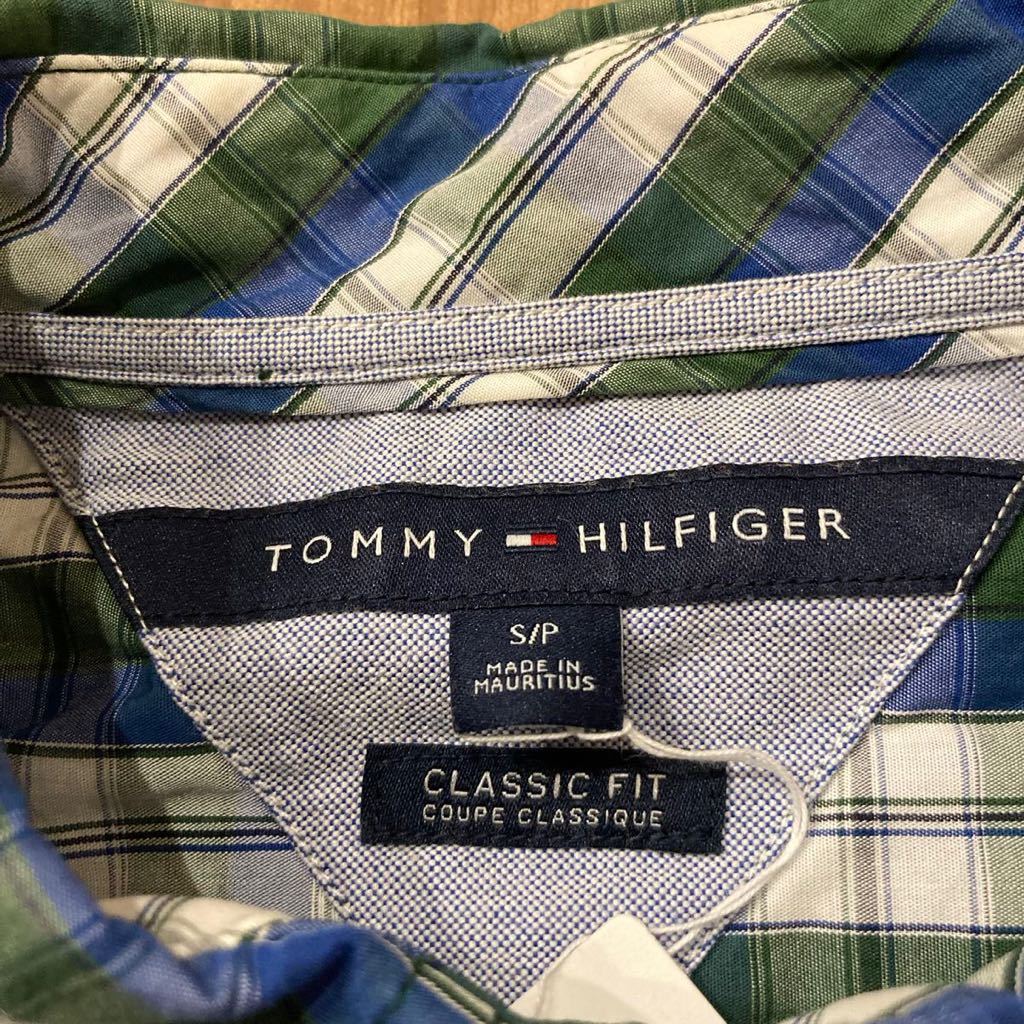 TOMMY HILFIGER
S/P
MADE IN
MAURITIUS
CLASSIC FIT
COUPE CLASSIQUE